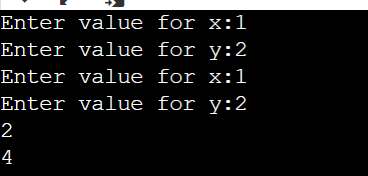 Enter value for x:1
Enter value for y:2
Enter value for x:1
Enter value for y:2
2
4